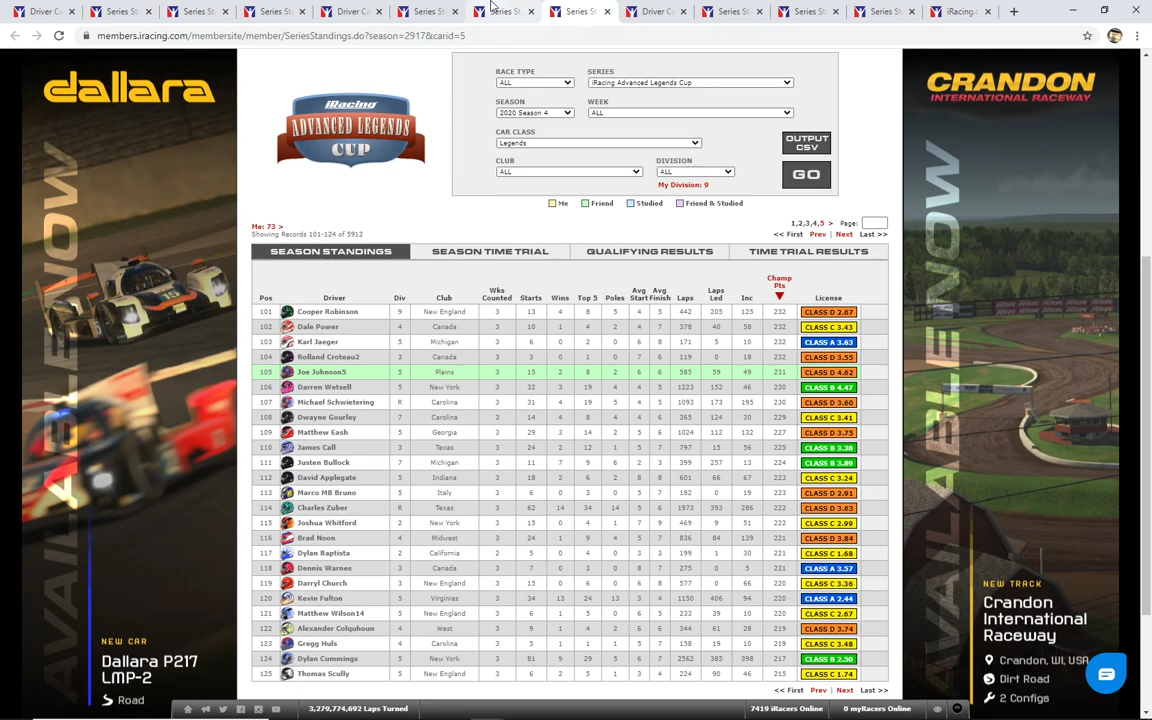 Driver Ca
Series St
Series St
Series St
Driver Ca
Series St
Series St
Series St
Driver Ca
Series St
Series St
Series St
iRacing.c
members.iracing.com/membersite/member/SeriesStandings.do?season=2917&carid=5
dallara
AVAILABLE NOW
NEW CAR
Dallara P217
LMP-2
Road
iRacing
ADVANCED LEGENDS
CUP
RACE TYPE
SERIES
ALL
iRacing Advanced Legends Cup
SEASON
WEEK
2020 Season 4
ALL
CAR CLASS
Legends
OUTPUT
CSV
CLUB
DIVISION
ALL
ALL
GO
My Division: 9
Me Friend Studied Friend & Studied
Me: 73 >
1,2,3,4,5 > Page:
Showing Records 101-124 of 5912
<< First Prev | Next Last >>
SEASON STANDINGS SEASON TIME TRIAL QUALIFYING RESULTS TIME TRIAL RESULTS
Pos Driver Div Club Wks Counted Starts Wins Top 5 Poles Avg Start Avg Finish Laps Laps Led Inc Champ Pts License
101 Cooper Robinson 9 New England 3 13 4 8 5 4 5 442 205 125 232 CLASS D 2.67
102 Dale Power 4 Canada 3 10 1 4 2 4 6 378 40 58 232 CLASS C 3.43
103 Karl Jaeger 5 Michigan 3 6 0 2 0 6 8 171 5 10 232 CLASS A 3.63
104 Rolland Croteau2 3 Canada 3 3 0 1 0 4 7 119 0 18 232 CLASS D 3.55
105 Joe Johnson5 5 Plains 3 15 2 8 2 6 6 585 59 49 231 CLASS D 4.62
106 Darren Wetsell 5 New York 3 32 3 19 4 4 5 1223 152 46 230 CLASS B 4.47
107 Michael Schwietering R Carolina 3 31 4 19 5 4 5 1093 173 195 230 CLASS D 3.60
108 Dwayne Gourley 7 Carolina 3 14 4 8 4 4 6 365 124 30 229 CLASS C 3.41
109 Matthew Eash 5 Georgia 3 29 3 14 2 5 6 1024 112 132 227 CLASS D 3.75
110 James Call 3 Texas 3 24 2 12 1 5 7 797 15 56 225 CLASS B 3.38
111 Justen Bullock 7 Michigan 3 11 7 9 6 2 3 399 257 13 224 CLASS B 3.89
112 David Applegate 5 Indiana 3 18 2 6 2 8 8 601 66 67 223 CLASS C 3.24
113 Marco MB Bruno 5 Italy 3 6 0 3 0 5 7 182 0 19 223 CLASS D 2.91
114 Charles Zuber R Texas 3 62 14 34 14 5 6 1973 393 286 222 CLASS D 3.63
115 Joshua Whitford 2 New York 3 15 0 4 1 7 9 469 9 51 222 CLASS C 2.99
116 Brad Noon 4 Midwest 3 24 1 9 4 5 7 836 84 139 221 CLASS D 3.84
117 Dylan Baptista 2 California 2 5 0 4 0 3 3 199 1 30 221 CLASS C 1.68
118 Dennis Warnes 3 Canada 3 7 0 3 0 8 7 275 0 5 221 CLASS A 3.57
119 Darryl Church 3 New England 3 15 0 6 0 6 8 577 0 66 220 CLASS C 3.36
120 Kevin Fulton 5 Virginias 3 34 13 24 13 3 4 1150 406 94 220 CLASS A 2.44
121 Matthew Wilson14 5 New England 3 6 1 5 0 6 5 233 39 10 220 CLASS C 2.67
122 Alexander Colquhoun 4 West 3 9 1 4 2 6 6 344 61 28 219 CLASS D 3.74
123 Gregg Huls 4 Carolina 3 5 1 1 1 5 7 158 19 10 219 CLASS C 3.48
124 Dylan Cummings 5 New York 3 81 9 29 5 6 7 2562 385 398 217 CLASS B 2.30
125 Thomas Scully 5 New England 3 6 2 5 1 3 4 224 90 46 215 CLASS C 1.74
<< First Prev | Next Last >>
3,279,774,692 Laps Turned
7419 iRacers Online
0 myRacers Online
CRANDON
INTERNATIONAL RACEWAY
AVAILABLE NOW
NEW TRACK
Crandon
International
Raceway
Crandon, WI, USA
Dirt Road
2 Configs